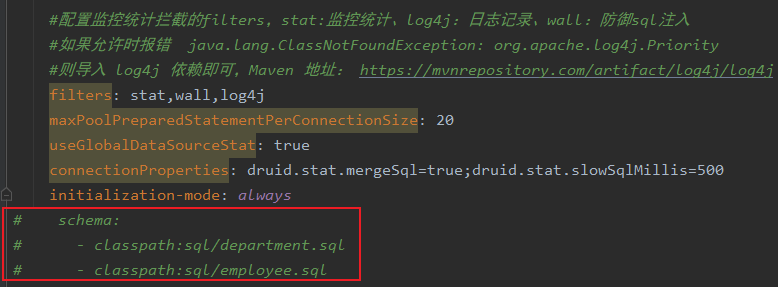 #配置监控统计拦截的filters，stat:监控统计、log4j：日志记录、wall：防御sql注入
#如果允许时报错  java.lang.ClassNotFoundException: org.apache.log4j.Priority
#则导入 log4j 依赖即可，Maven 地址： https://mvnrepository.com/artifact/log4j/log4j
filters: stat,wall,log4j
maxPoolPreparedStatementPerConnectionSize: 20
useGlobalDataSourceStat: true
connectionProperties: druid.stat.mergeSql=true;druid.stat.slowSqlMillis=500
initialization-mode: always
#    schema:
#      - classpath:sql/department.sql
#      - classpath:sql/employee.sql